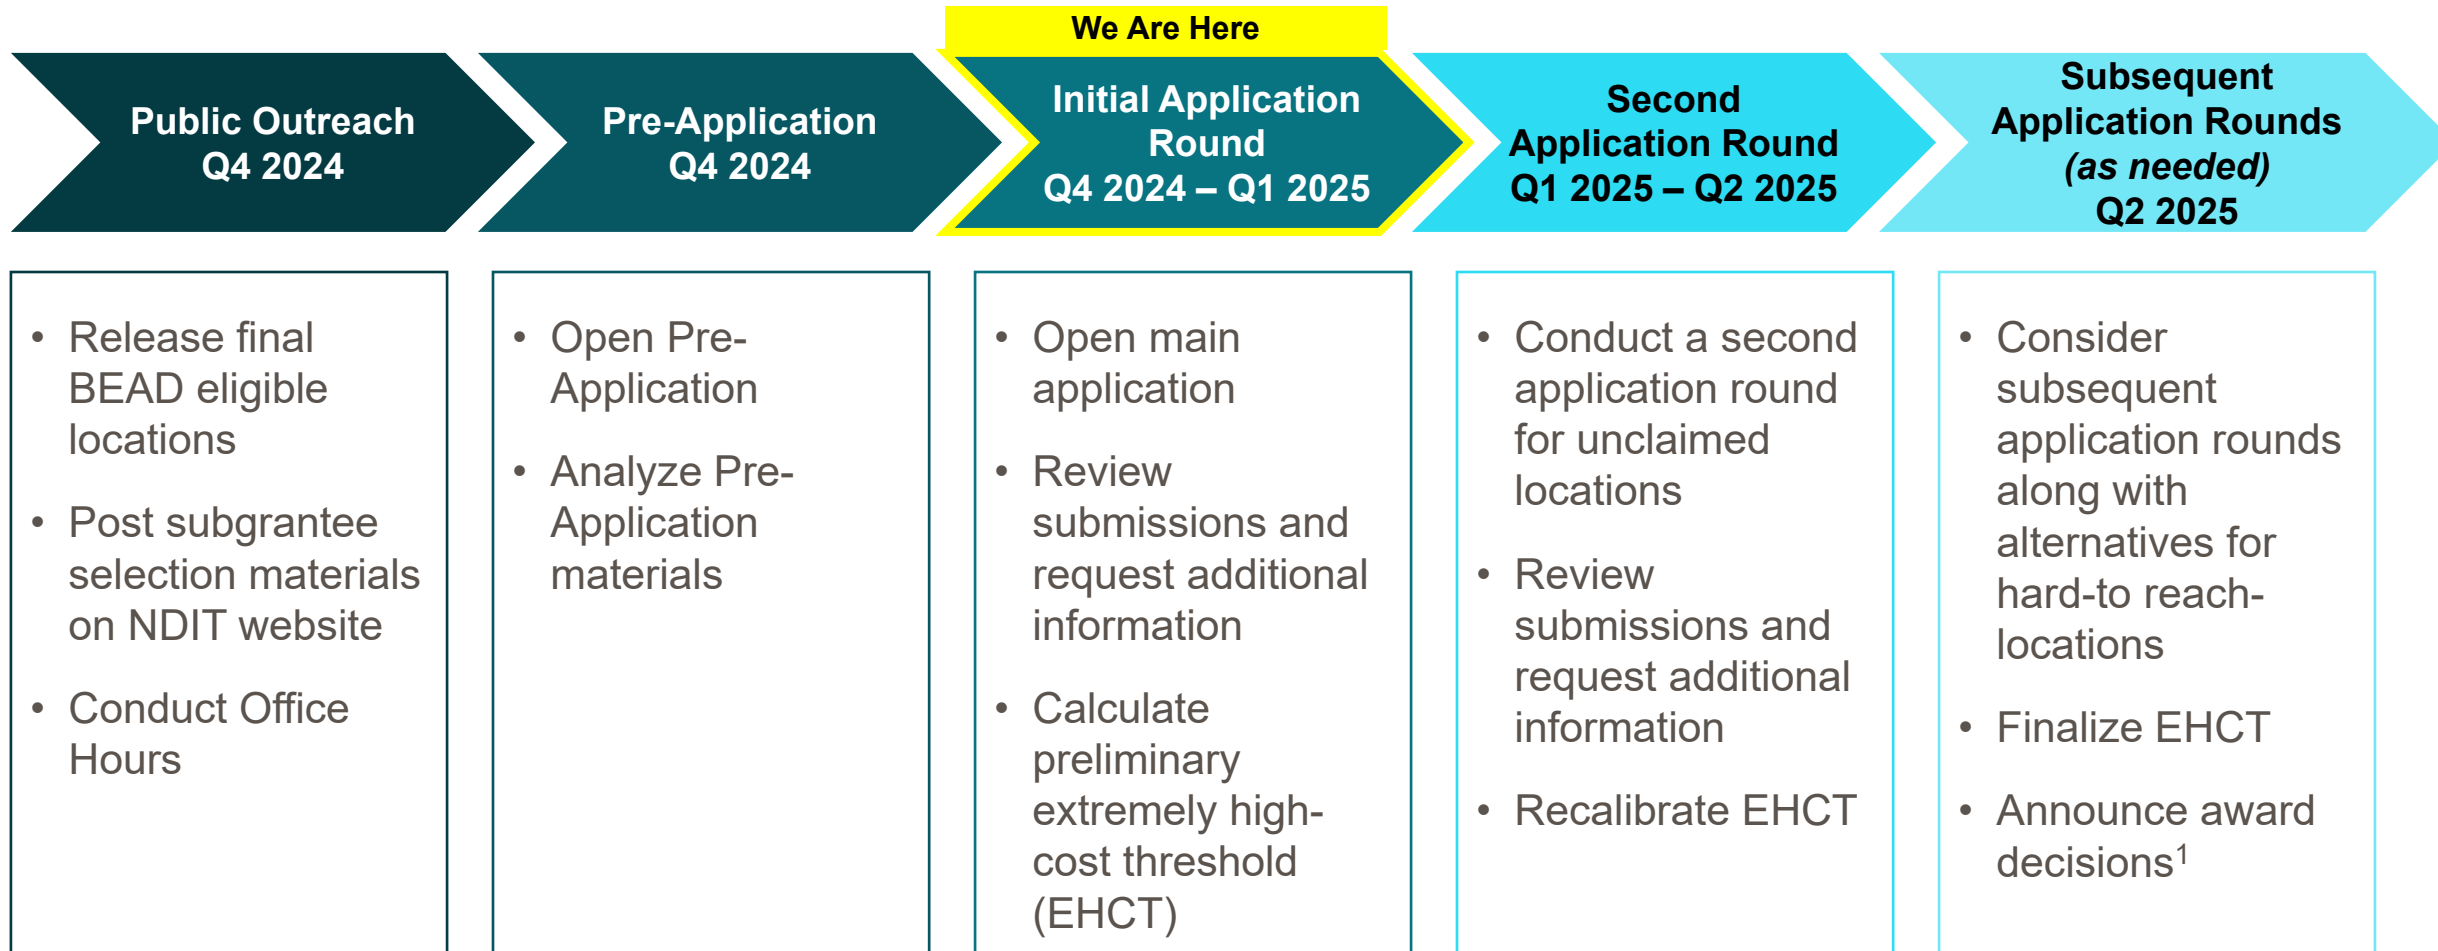 We Are Here
Public Outreach
Q4 2024
Pre-Application
Q4 2024
Initial Application
Round
Q4 2024 – Q1 2025
Second
Application Round
Q1 2025 – Q2 2025
Subsequent
Application Rounds
(as needed)
Q2 2025
• Release final
BEAD eligible
locations
• Post subgrantee
selection materials
on NDIT website
• Conduct Office
Hours
• Open Pre-
Application
• Analyze Pre-
Application
materials
• Open main
application
• Review
submissions and
request additional
information
• Calculate
preliminary
extremely high-
cost threshold
(EHCT)
• Conduct a second
application round
for unclaimed
locations
• Review
submissions and
request additional
information
• Recalibrate EHCT
• Consider
subsequent
application rounds
along with
alternatives for
hard-to reach-
locations
• Finalize EHCT
• Announce award
decisions¹